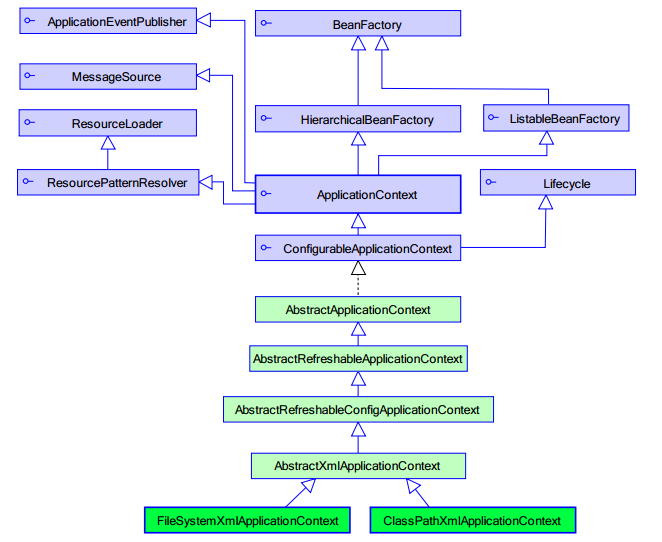 ApplicationEventPublisher
BeanFactory
MessageSource
HierarchicalBeanFactory
ListableBeanFactory
ResourceLoader
ResourcePatternResolver
ApplicationContext
Lifecycle
ConfigurableApplicationContext
AbstractApplicationContext
AbstractRefreshableApplicationContext
AbstractRefreshableConfigApplicationContext
AbstractXmlApplicationContext
FileSystemXmlApplicationContext
ClassPathXmlApplicationContext